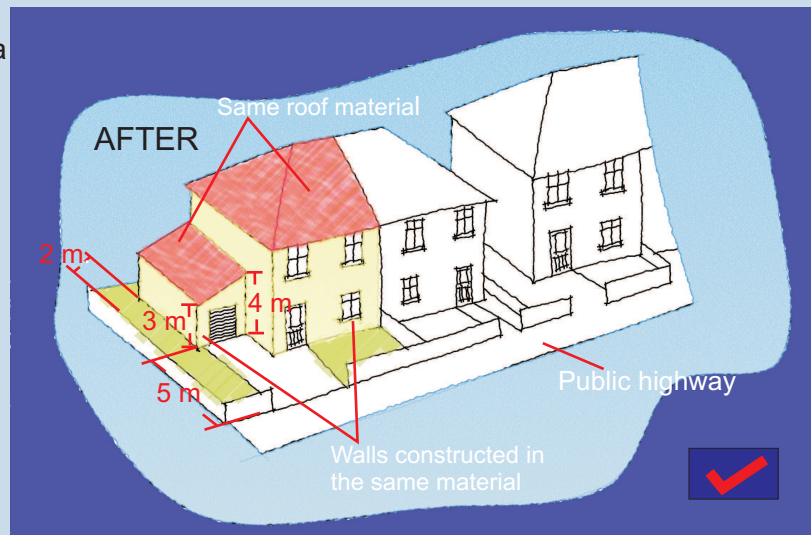 a
Same roof material
AFTER
2 m
3 m
4 m
5 m
Public highway
Walls constructed in
the same material